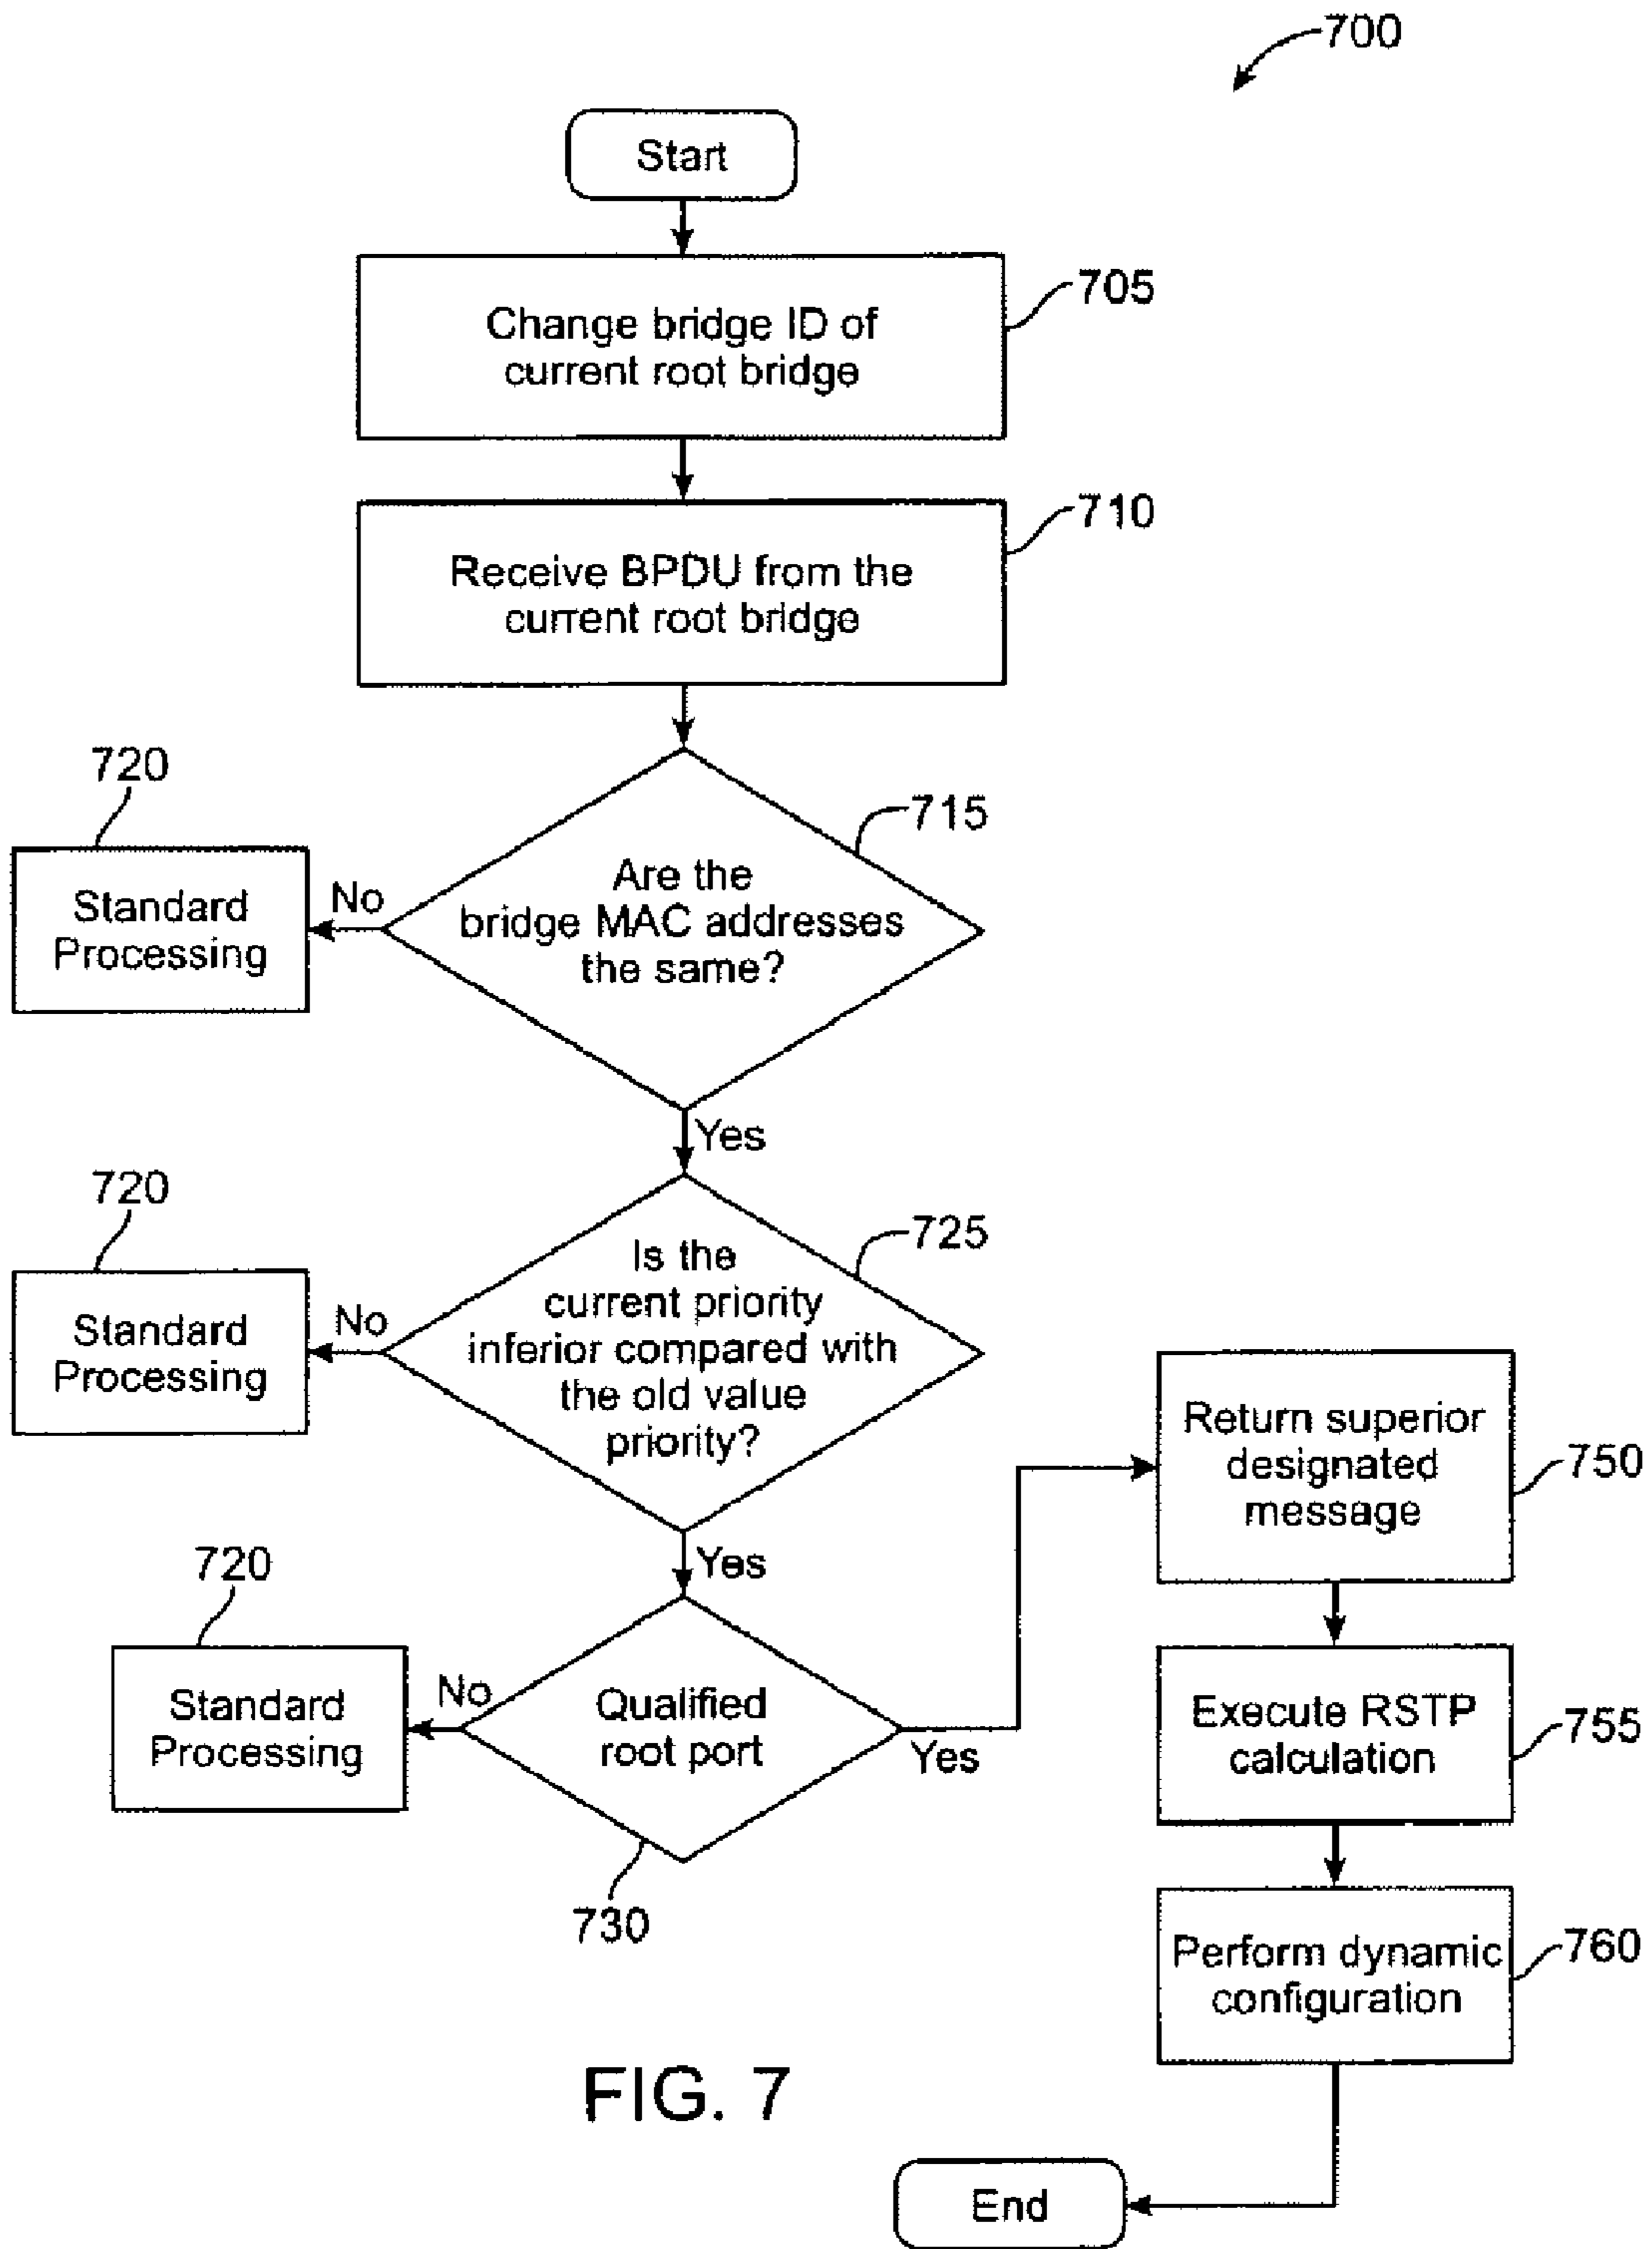 700
Start
Change bridge ID of
current root bridge
705
Receive BPDU from the
current root bridge
710
720
Standard
Processing
No
Are the
bridge MAC addresses
the same?
715
Yes
720
Standard
Processing
No
Is the
current priority
inferior compared with
the old value
priority?
725
Yes
720
Standard
Processing
No
Qualified
root port
Yes
730
Return superior
designated
message
750
Execute RSTP
calculation
755
Perform dynamic
configuration
760
FIG. 7
End